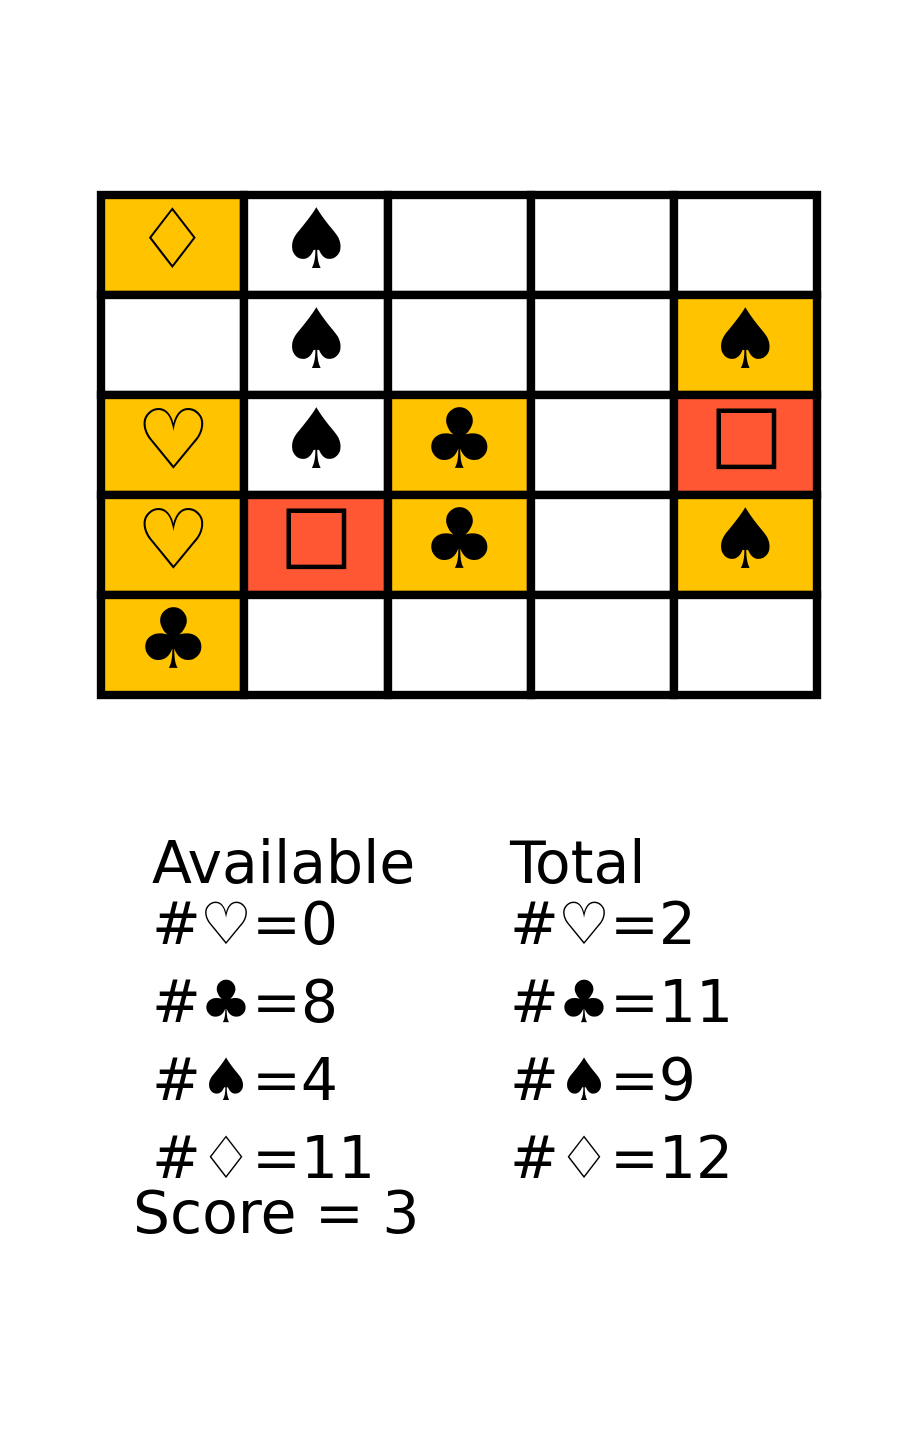 ♢ ♠
♠ ♠
♡ ♠ ♣ □
♡ □ ♣ ♠
♣
Available Total
#♡=0 #♡=2
#♣=8 #♣=11
#♠=4 #♠=9
#♢=11 #♢=12
Score = 3